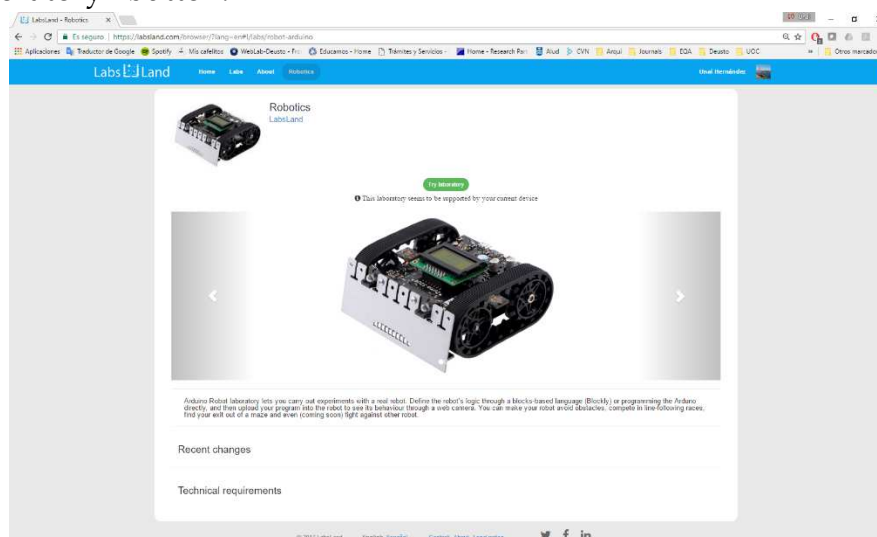 LabsLand - Robotics
Es seguro | https://labsland.com/browser/?lang=en#!/labs/robot-arduino
Aplicaciones Traductor de Google Spotify Mis cafelitos WebLab-Deusto - Educamos - Home Trámites y Servicios - Home - Research Alud CVN Arqui Journals EQA Deusto UOC Otros marcado
LabsLand Home Labs About Robotics Unai Hernández
Robotics
LabsLand
Try laboratory
This laboratory seems to be supported by your current device
Arduino Robot laboratory lets you carry out experiments with a real robot. Define the robot's logic through a blocks-based language (Blockly) or programming the Arduino
directly, and then upload your program into the robot to see its behaviour through a web camera. You can make your robot avoid obstacles, compete in line-following races,
find your exit out of a maze and even (coming soon) fight against other robot.
Recent changes
Technical requirements
LabsLand English Español